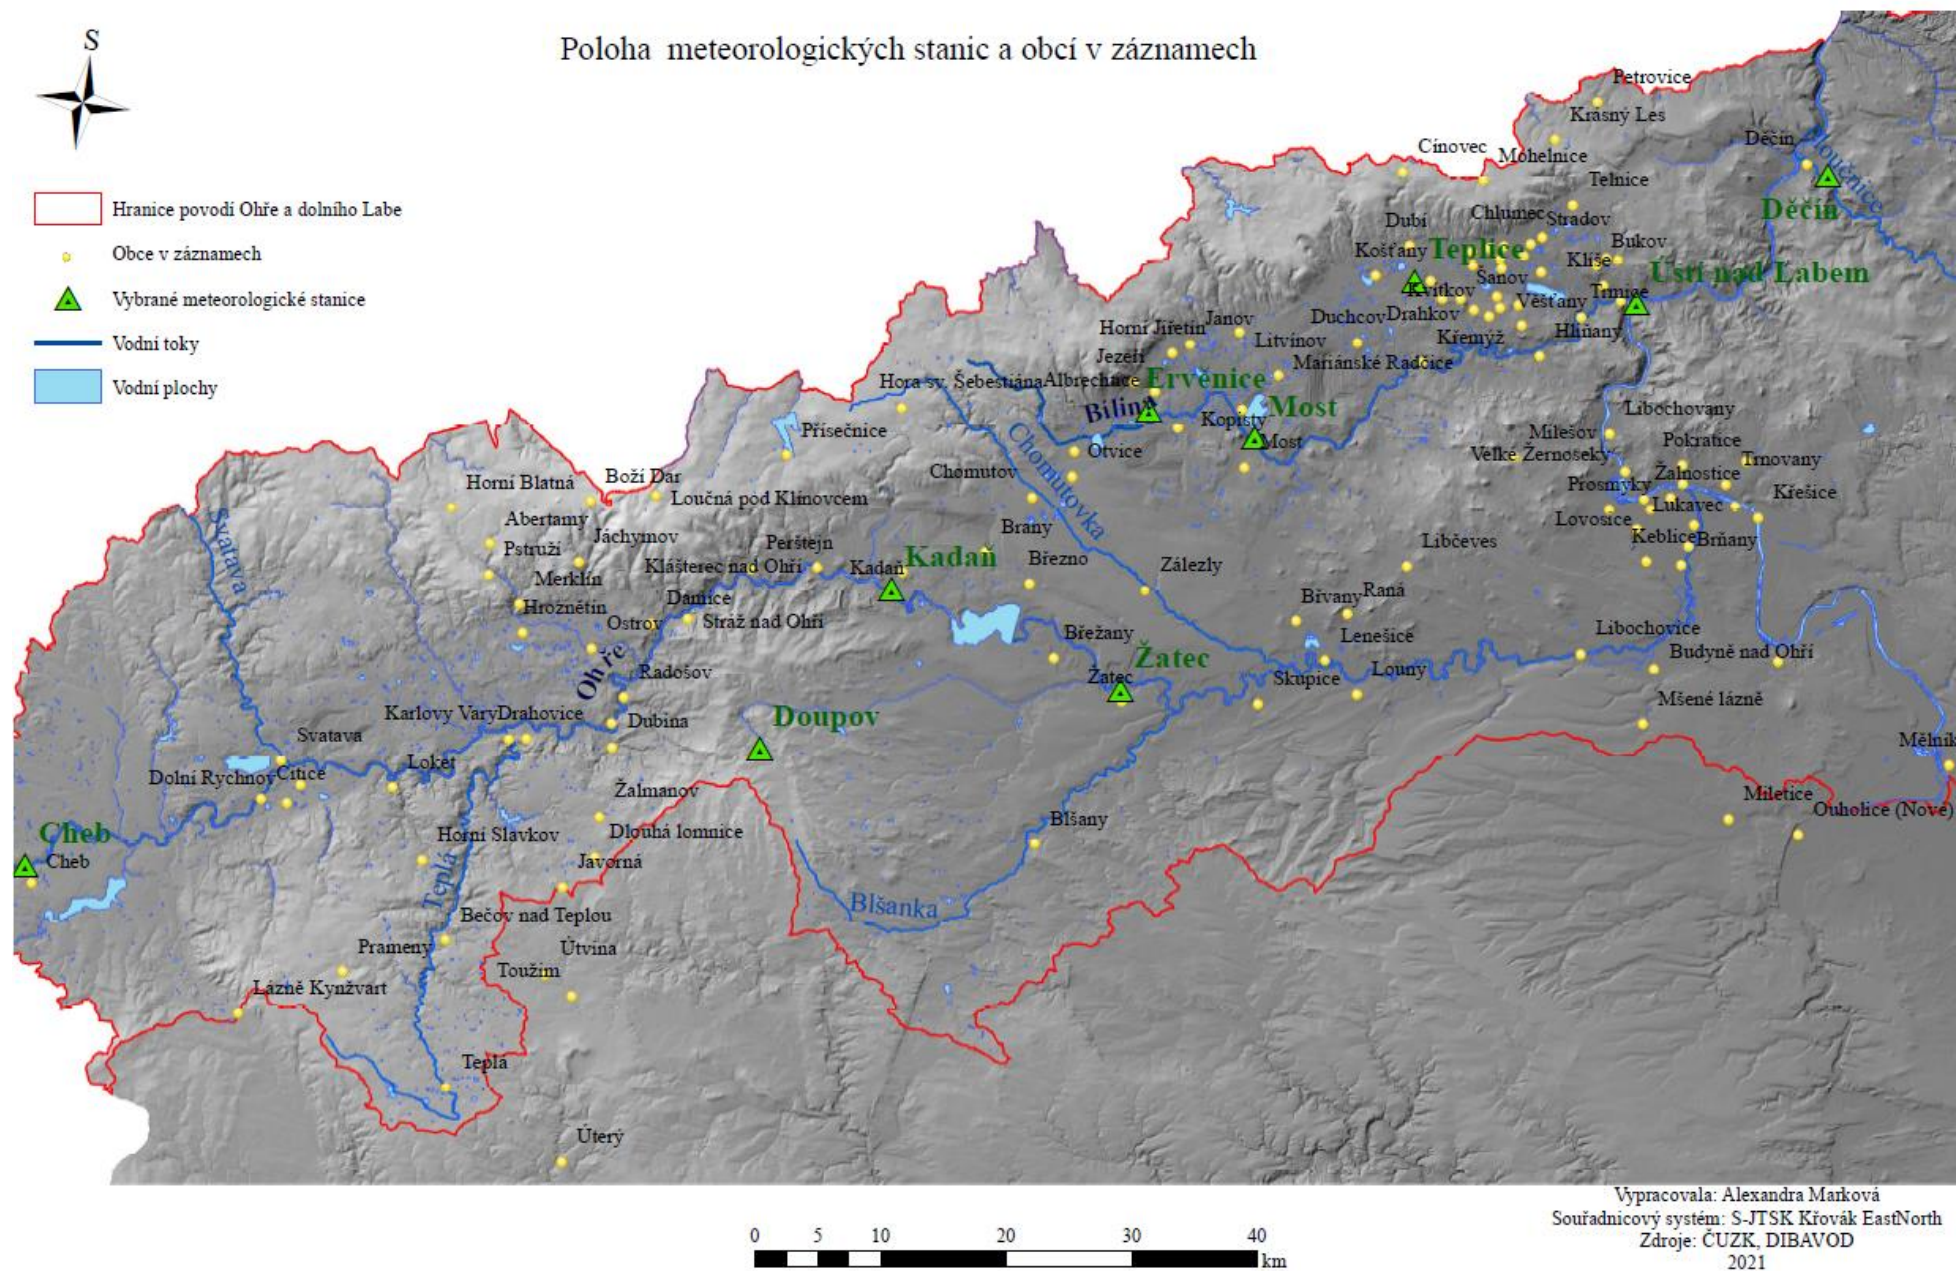 Poloha meteorologických stanic a obcí v záznamech
S
Hranice povodí Ohře a dolního Labe
Obce v záznamech
Vybrané meteorologické stanice
Vodní toky
Vodní plochy
Petrovice
Krásný Les
Děčín
Cínovec
Mohelnice
Ploučnice
Telnice
Děčín
Dubí
Chlumec
Stradov
Košťany
Teplice
Bukov
Klíše
Šanov
Ústí nad Labem
Kvítkov
Věšťany
Trmice
Duchcov
Drahkov
Janov
Horní Jiřetín
Litvínov
Křemýž
Hliňany
Jezeří
Mariánské Radčice
Hora sv. Šebestiána
Albrechtice
Ervěnice
Bílina
Most
Kopisty
Most
Libochovany
Přísečnice
Chomutovka
Otvice
Milešov
Pokratice
Velké Žernoseky
Trnovany
Chomutov
Žalnostice
Horní Blatná
Boží Dar
Loučná pod Klínovcem
Prosmyky
Křešice
Lukavec
Abertamy
Jáchymov
Brany
Lovosice
Svatava
Pstruží
Perštejn
Kadaň
Keblice
Brňany
Libčeves
Klášterec nad Ohří
Kadaň
Březno
Zálezly
Merklín
Damice
Hroznětín
Ostrov
Stráž nad Ohří
Břvany
Raná
Břežany
Lenešice
Libochovice
Ohře
Radošov
Žatec
Budyně nad Ohří
Žatec
Skupice
Louny
Karlovy Vary
Drahovice
Dubina
Doupov
Mšené lázně
Svatava
Mělník
Loket
Dolní Rychnov
Citice
Žalmanov
Miletice
Ouholice (Nové)
Cheb
Horní Slavkov
Dlouhá lomnice
Blšany
Cheb
Javorná
Teplá
Blšanka
Bečov nad Teplou
Prameny
Útvina
Toužim
Lázně Kynžvart
Teplá
Úterý
0 5 10 20 30 40
km
Vypracovala: Alexandra Marková
Souřadnicový systém: S-JTSK Křovák EastNorth
Zdroje: ČUZK, DIBAVOD
2021